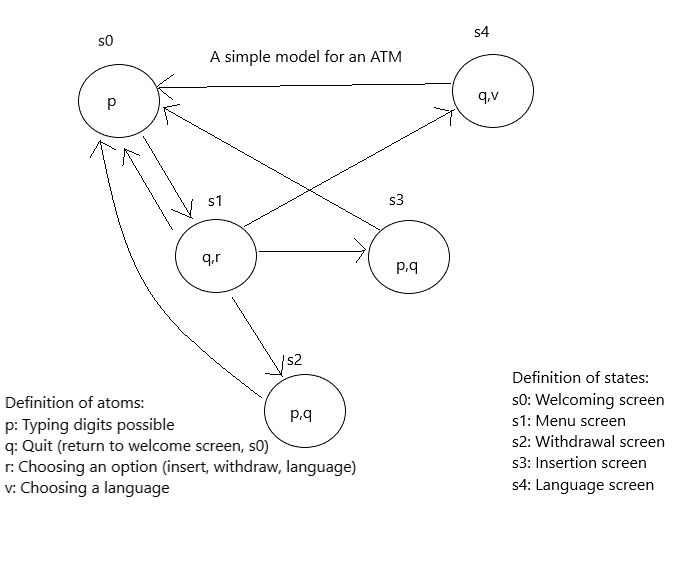 s4
s0
A simple model for an ATM
q,v
p
s1
s3
q,r
p,q
s2
p,q
Definition of atoms:
p: Typing digits possible
q: Quit (return to welcome screen, s0)
r: Choosing an option (insert, withdraw, language)
v: Choosing a language
Definition of states:
s0: Welcoming screen
s1: Menu screen
s2: Withdrawal screen
s3: Insertion screen
s4: Language screen